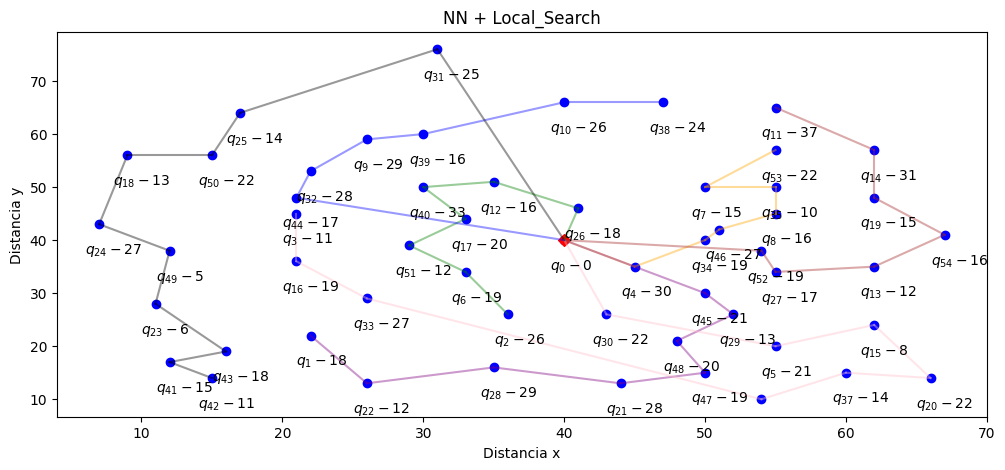 NN + Local_Search
Distancia y
70
60
50
40
30
20
10
q31 − 25
q25 − 14
q11 − 37
q10 − 26
q38 − 24
q9 − 29
q39 − 16
q18 − 13
q50 − 22
q53 − 22
q14 − 31
q32 − 28
q40 − 33
q12 − 16
q7 − 15
q44 − 17
q19 − 15
q3 − 11
q26 − 18
q8 − 16
q24 − 27
q17 − 20
q46 − 27
q0 − 0
q34 − 19
q54 − 16
q49 − 5
q51 − 12
q52 − 19
q16 − 19
q6 − 19
q4 − 30
q27 − 17
q13 − 12
q23 − 6
q33 − 27
q45 − 21
q2 − 26
q30 − 22
q29 − 13
q1 − 18
q15 − 8
q43 − 18
q48 − 20
q5 − 21
q41 − 15
q42 − 11
q22 − 12
q28 − 29
q21 − 28
q47 − 19
q37 − 14
q20 − 22
10 20 30 40 50 60 70
Distancia x